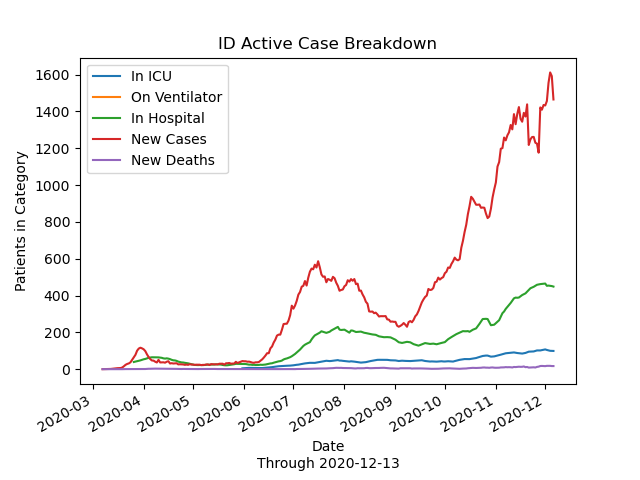 ID Active Case Breakdown
In ICU
On Ventilator
In Hospital
New Cases
New Deaths
Patients in Category
1600
1400
1200
1000
800
600
400
200
0
2020-03
2020-04
2020-05
2020-06
2020-07
2020-08
2020-09
2020-10
2020-11
2020-12
Date
Through 2020-12-13